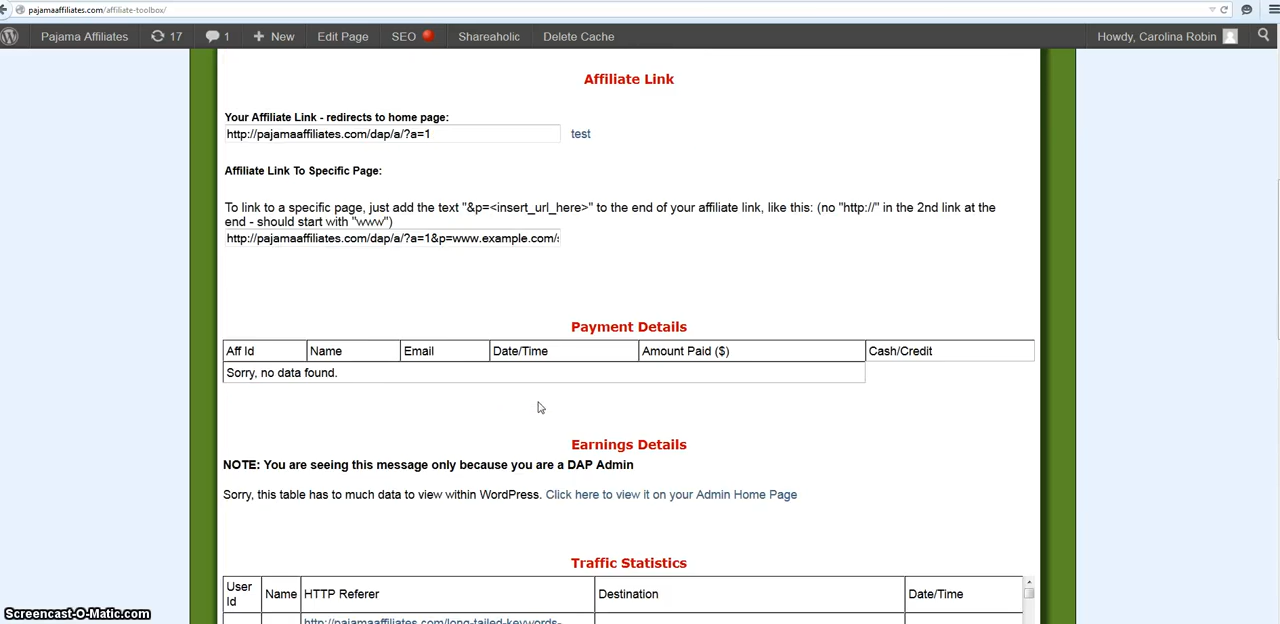 pajamaaffiliates.com/affiliate-toolbox/
Pajama Affiliates 17 1 New Edit Page SEO Shareaholic Delete Cache Howdy, Carolina Robin
Affiliate Link
Your Affiliate Link - redirects to home page:
http://pajamaaffiliates.com/dap/a/?a=1 test
Affiliate Link To Specific Page:
To link to a specific page, just add the text "&p=<insert_url_here>" to the end of your affiliate link, like this: (no "http://" in the 2nd link at the
end - should start with "www")
http://pajamaaffiliates.com/dap/a/?a=1&p=www.example.com/
Payment Details
Aff Id Name Email Date/Time Amount Paid ($) Cash/Credit
Sorry, no data found.
Earnings Details
NOTE: You are seeing this message only because you are a DAP Admin
Sorry, this table has to much data to view within WordPress. Click here to view it on your Admin Home Page
Traffic Statistics
User
Id Name HTTP Referer Destination Date/Time
http://pajamaaffiliates.com/long-tailed-keywords-
Screencast-O-Matic.com